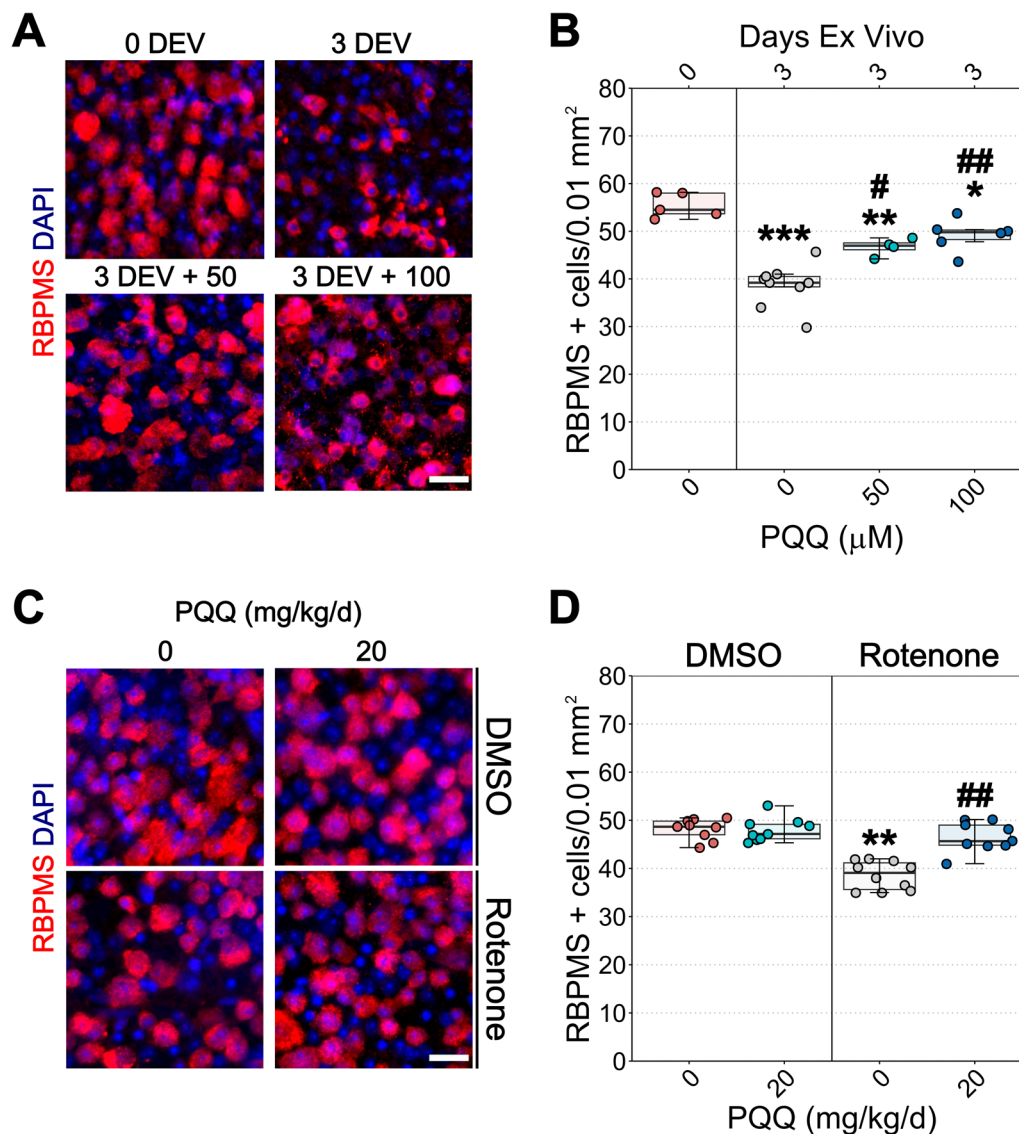 A
0 DEV
3 DEV
3 DEV + 50
3 DEV + 100
RBPMS DAPI
B
Days Ex Vivo
0
3
3
3
80
70
60
50
40
30
20
10
0
RBPMS + cells/0.01 mm²
***
#
**
##
*
0
0
50
100
PQQ (μM)
C
PQQ (mg/kg/d)
0
20
DMSO
Rotenone
RBPMS DAPI
D
DMSO
Rotenone
80
70
60
50
40
30
20
10
0
RBPMS + cells/0.01 mm²
**
##
0
20
0
20
PQQ (mg/kg/d)